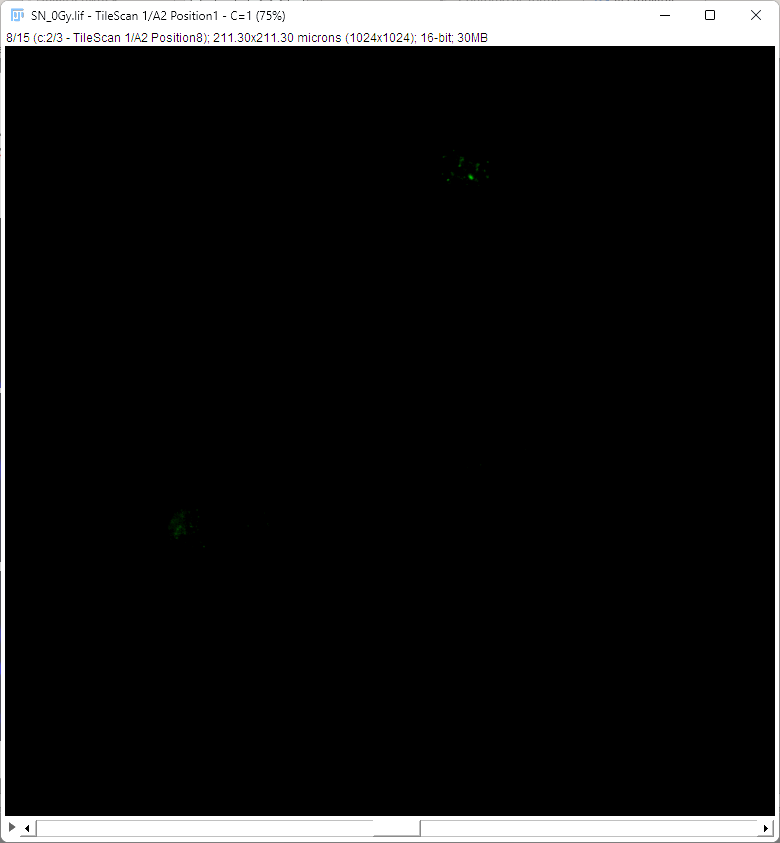 SN_0Gy.lif - TileScan 1/A2 Position1 - C=1 (75%)
8/15 (c:2/3 - TileScan 1/A2 Position8); 211.30x211.30 microns (1024x1024); 16-bit; 30MB